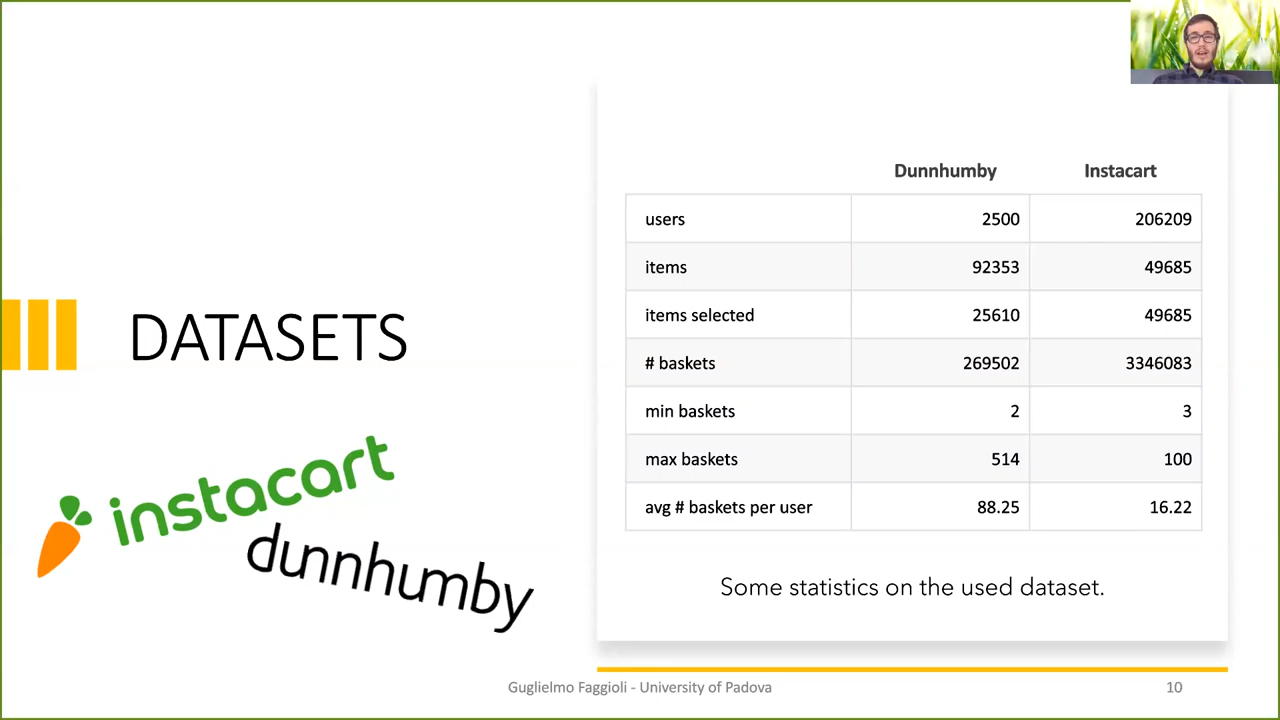 DATASETS
instacart
dunnhumby
Dunnhumby Instacart
users 2500 206209
items 92353 49685
items selected 25610 49685
# baskets 269502 3346083
min baskets 2 3
max baskets 514 100
avg # baskets per user 88.25 16.22
Some statistics on the used dataset.
Guglielmo Faggioli - University of Padova 10